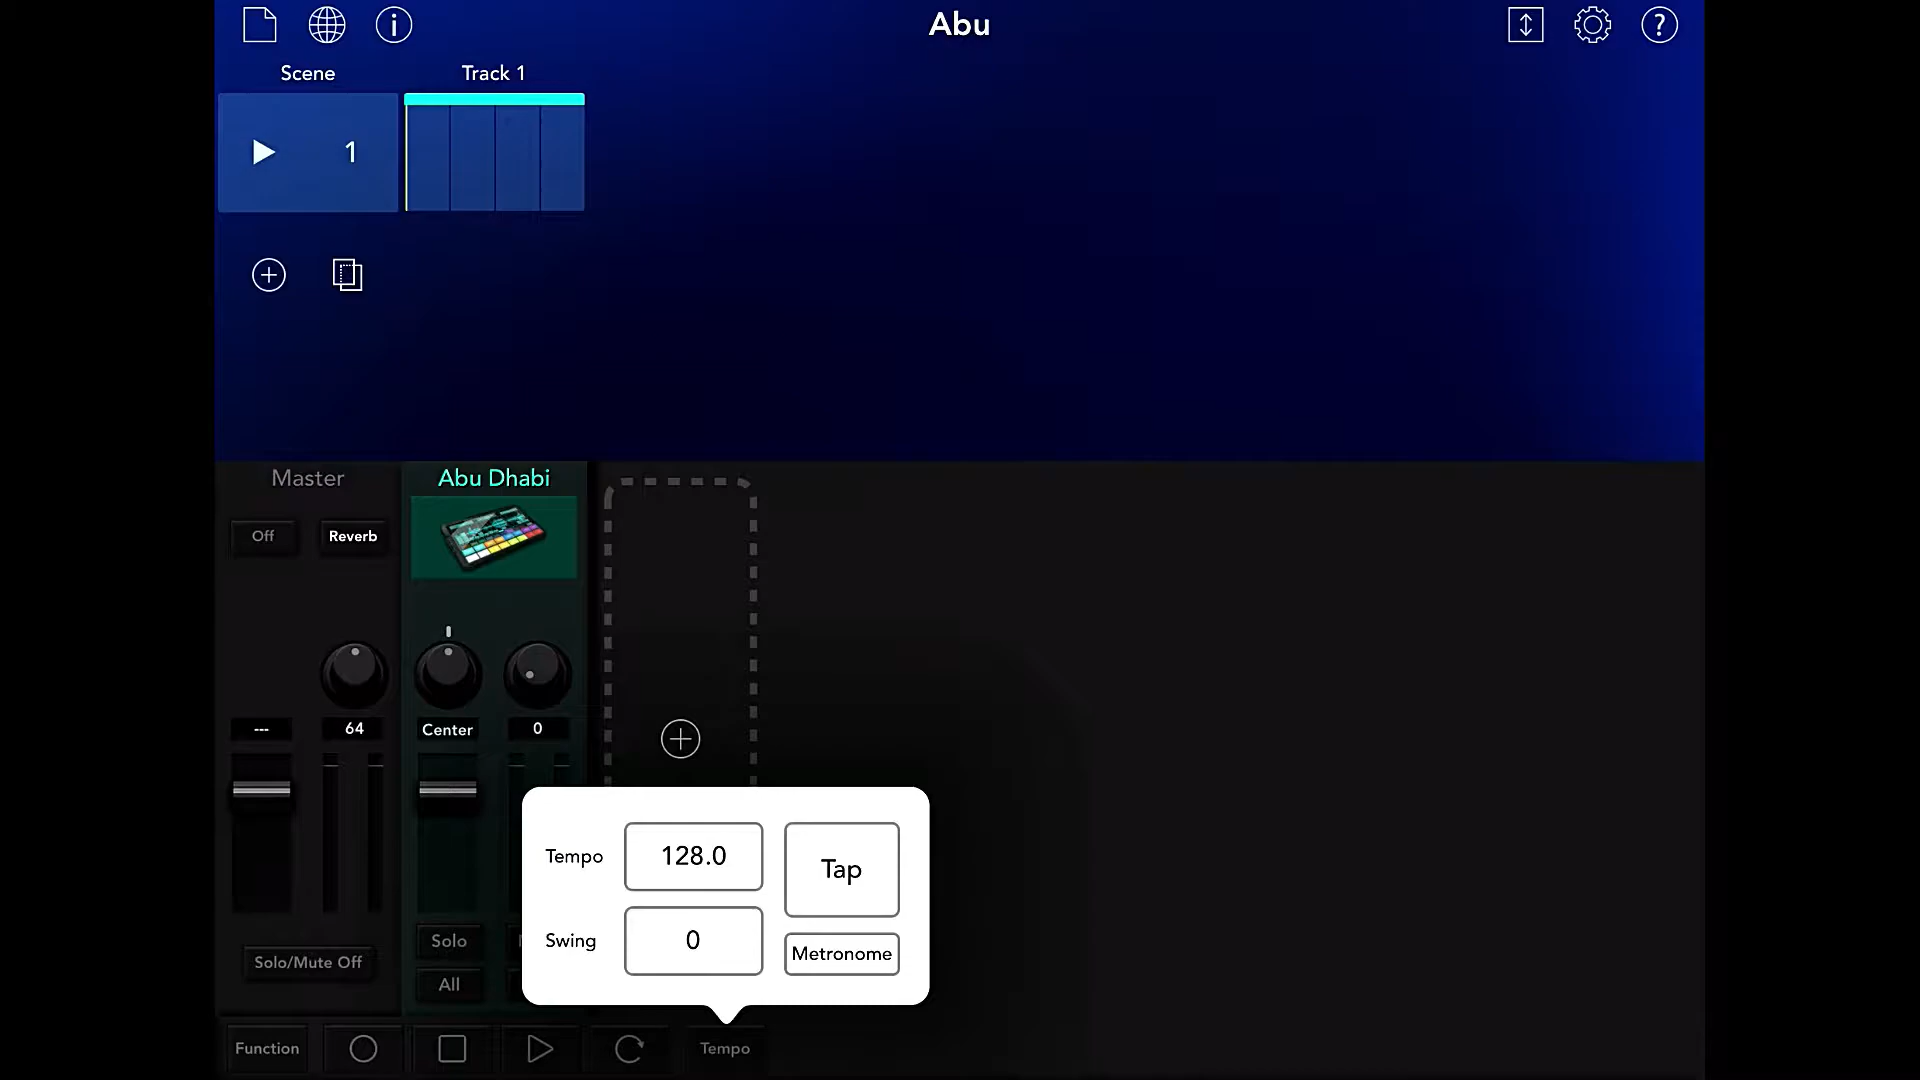 Abu
Scene
Track 1
1
Master
Abu Dhabi
Off
Reverb
---
64
Center
0
Tempo
128.0
Tap
Swing
0
Metronome
Solo
Solo/Mute Off
All
Function
Tempo